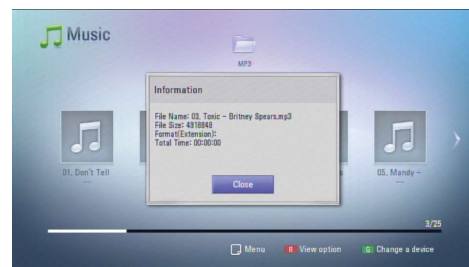 Music
MP3
Information
File Name: 03. Toxic - Britney Spears.mp3
File Size: 4918848
Format(Extension):
Total Time: 00:00:00
01. Don't Tell
----
s
05. Mandy -
----
Close
3/25
Menu
R View option
G Change a device